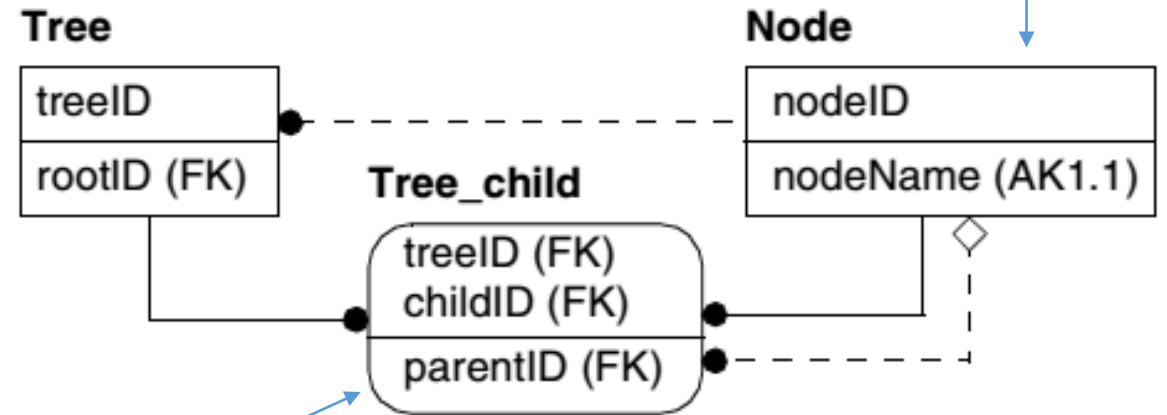 Tree
treeID
rootID (FK)
Node
nodeID
nodeName (AK1.1)
Tree_child
treeID (FK)
childID (FK)
parentID (FK)